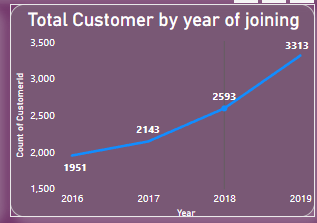 Total Customer by year of joining
3,500
3313
3,000
2593
2,500
2143
2,000
1951
1,500
Count of CustomerId
2016 2017 2018 2019
Year